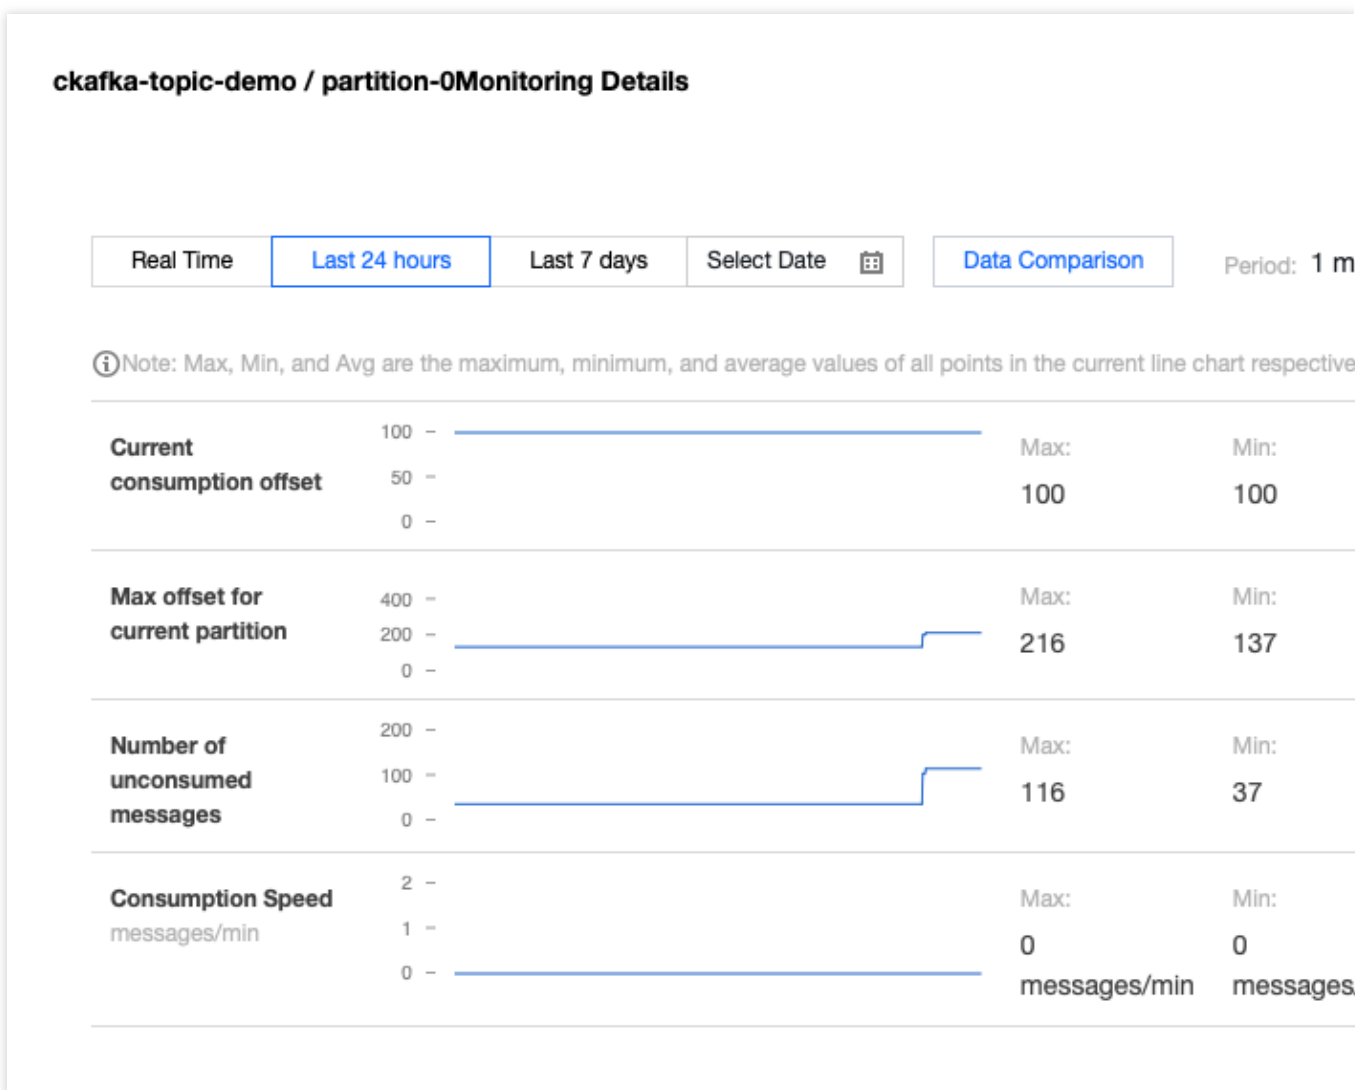 ckafka-topic-demo / partition-0Monitoring Details
Real Time Last 24 hours Last 7 days Select Date Data Comparison Period: 1 m
Note: Max, Min, and Avg are the maximum, minimum, and average values of all points in the current line chart respective
Current
consumption offset
100
50
0
Max:
100
Min:
100
Max offset for
current partition
400
200
0
Max:
216
Min:
137
Number of
unconsumed
messages
200
100
0
Max:
116
Min:
37
Consumption Speed
messages/min
2
1
0
Max:
0
messages/min
Min:
0
messages/